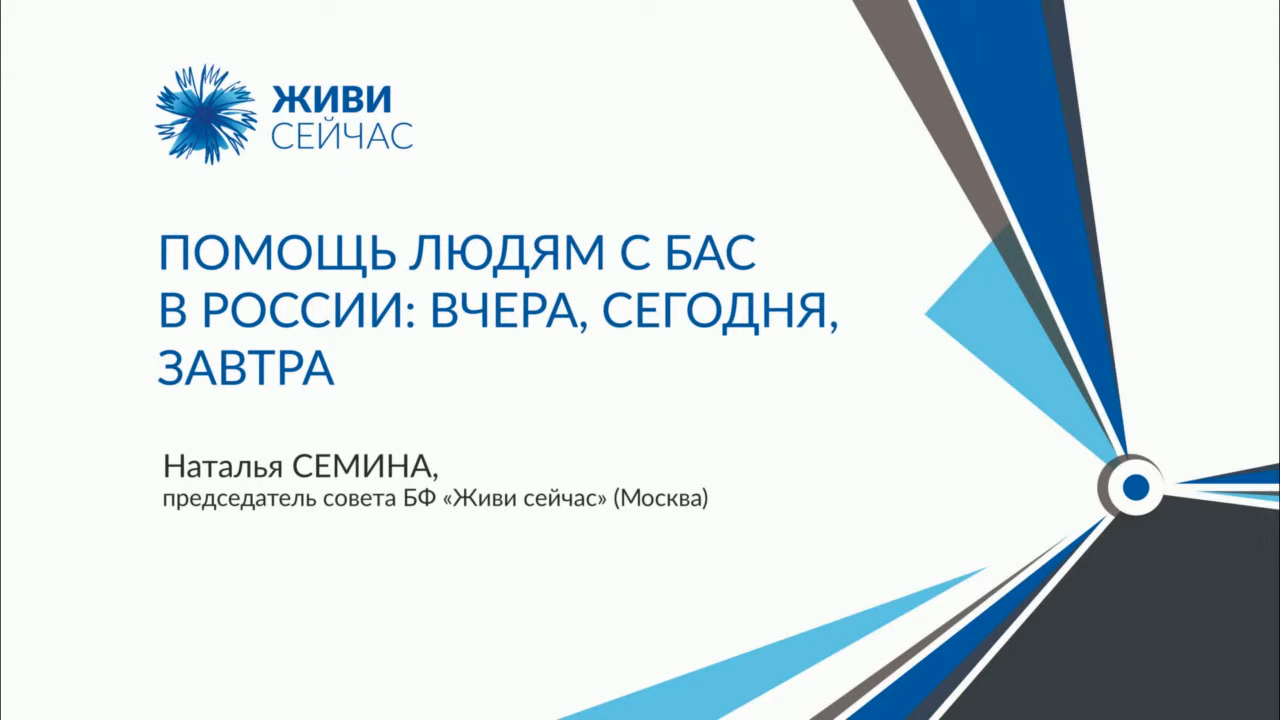 ЖИВИ
СЕЙЧАС
ПОМОЩЬ ЛЮДЯМ С БАС
В РОССИИ: ВЧЕРА, СЕГОДНЯ,
ЗАВТРА
Наталья СЕМИНА,
председатель совета БФ «Живи сейчас» (Москва)